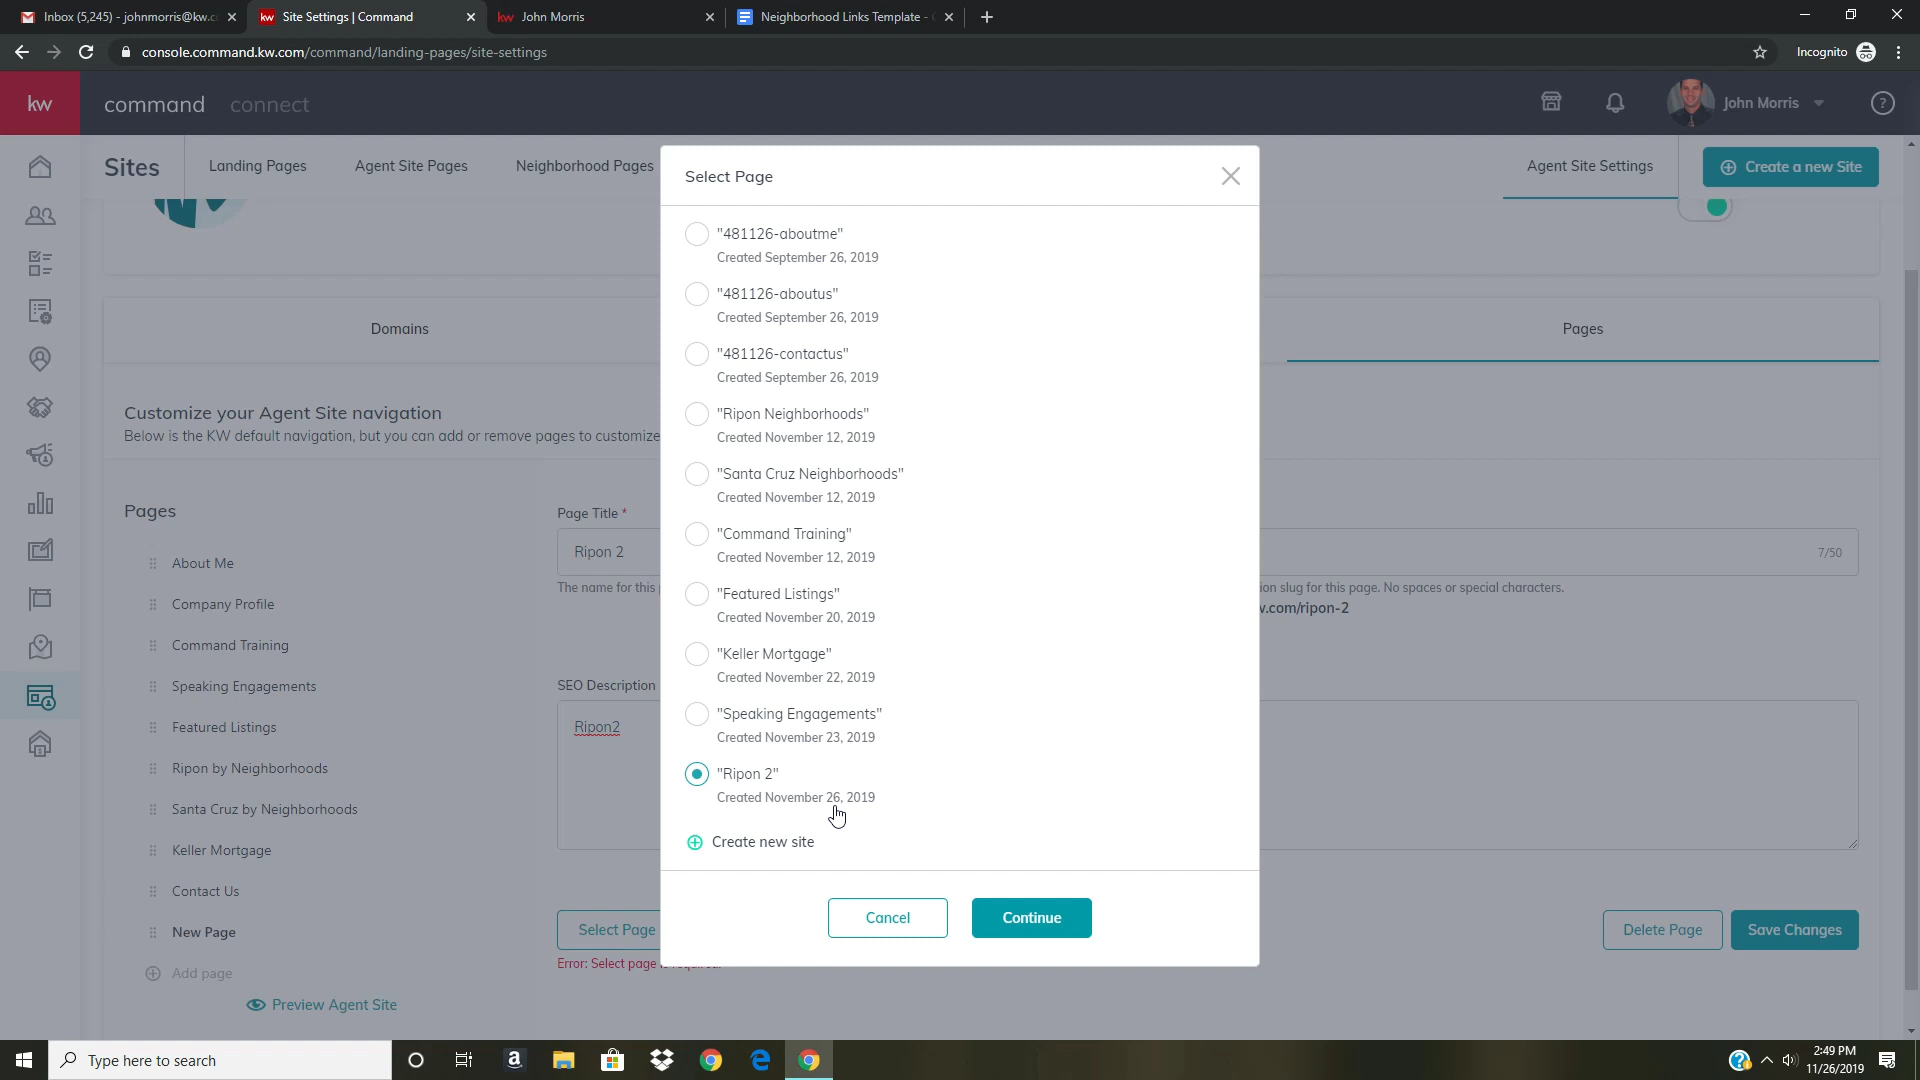 Inbox (5,245) - johnmorris@kw.c
Site Settings | Command
kw John Morris
Neighborhood Links Template -
console.command.kw.com/command/landing-pages/site-settings
Incognito
kw
command connect
John Morris
Sites
Landing Pages
Agent Site Pages
Neighborhood Pages
Agent Site Settings
Create a new Site
Select Page
"481126-aboutme"
Created September 26, 2019
"481126-aboutus"
Created September 26, 2019
"481126-contactus"
Created September 26, 2019
"Ripon Neighborhoods"
Created November 12, 2019
"Santa Cruz Neighborhoods"
Created November 12, 2019
"Command Training"
Created November 12, 2019
"Featured Listings"
Created November 20, 2019
"Keller Mortgage"
Created November 22, 2019
"Speaking Engagements"
Created November 23, 2019
"Ripon 2"
Created November 26, 2019
Create new site
Cancel
Continue
Domains
Pages
Customize your Agent Site navigation
Below is the KW default navigation, but you can add or remove pages to customize
Pages
About Me
Company Profile
Command Training
Speaking Engagements
Featured Listings
Ripon by Neighborhoods
Santa Cruz by Neighborhoods
Keller Mortgage
Contact Us
New Page
Add page
Preview Agent Site
Page Title *
Ripon 2
7/50
The name for this
ion slug for this page. No spaces or special characters.
w.com/ripon-2
SEO Description
Ripon2
Select Page
Error: Select page
Delete Page
Save Changes
Type here to search
2:49 PM
11/26/2019